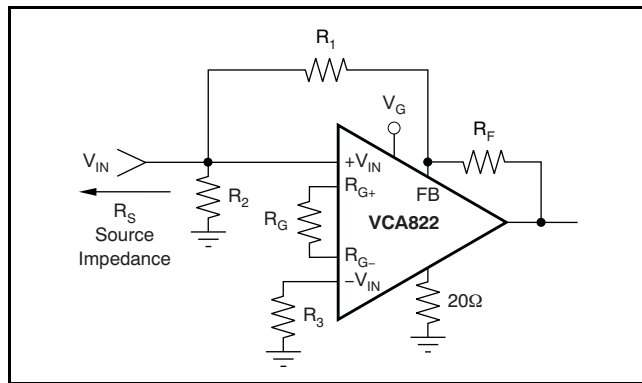 R1
VG
RF
VIN
+VIN
RG+
FB
R2
RG
VCA822
RS
Source
Impedance
RG−
−VIN
R3
20Ω